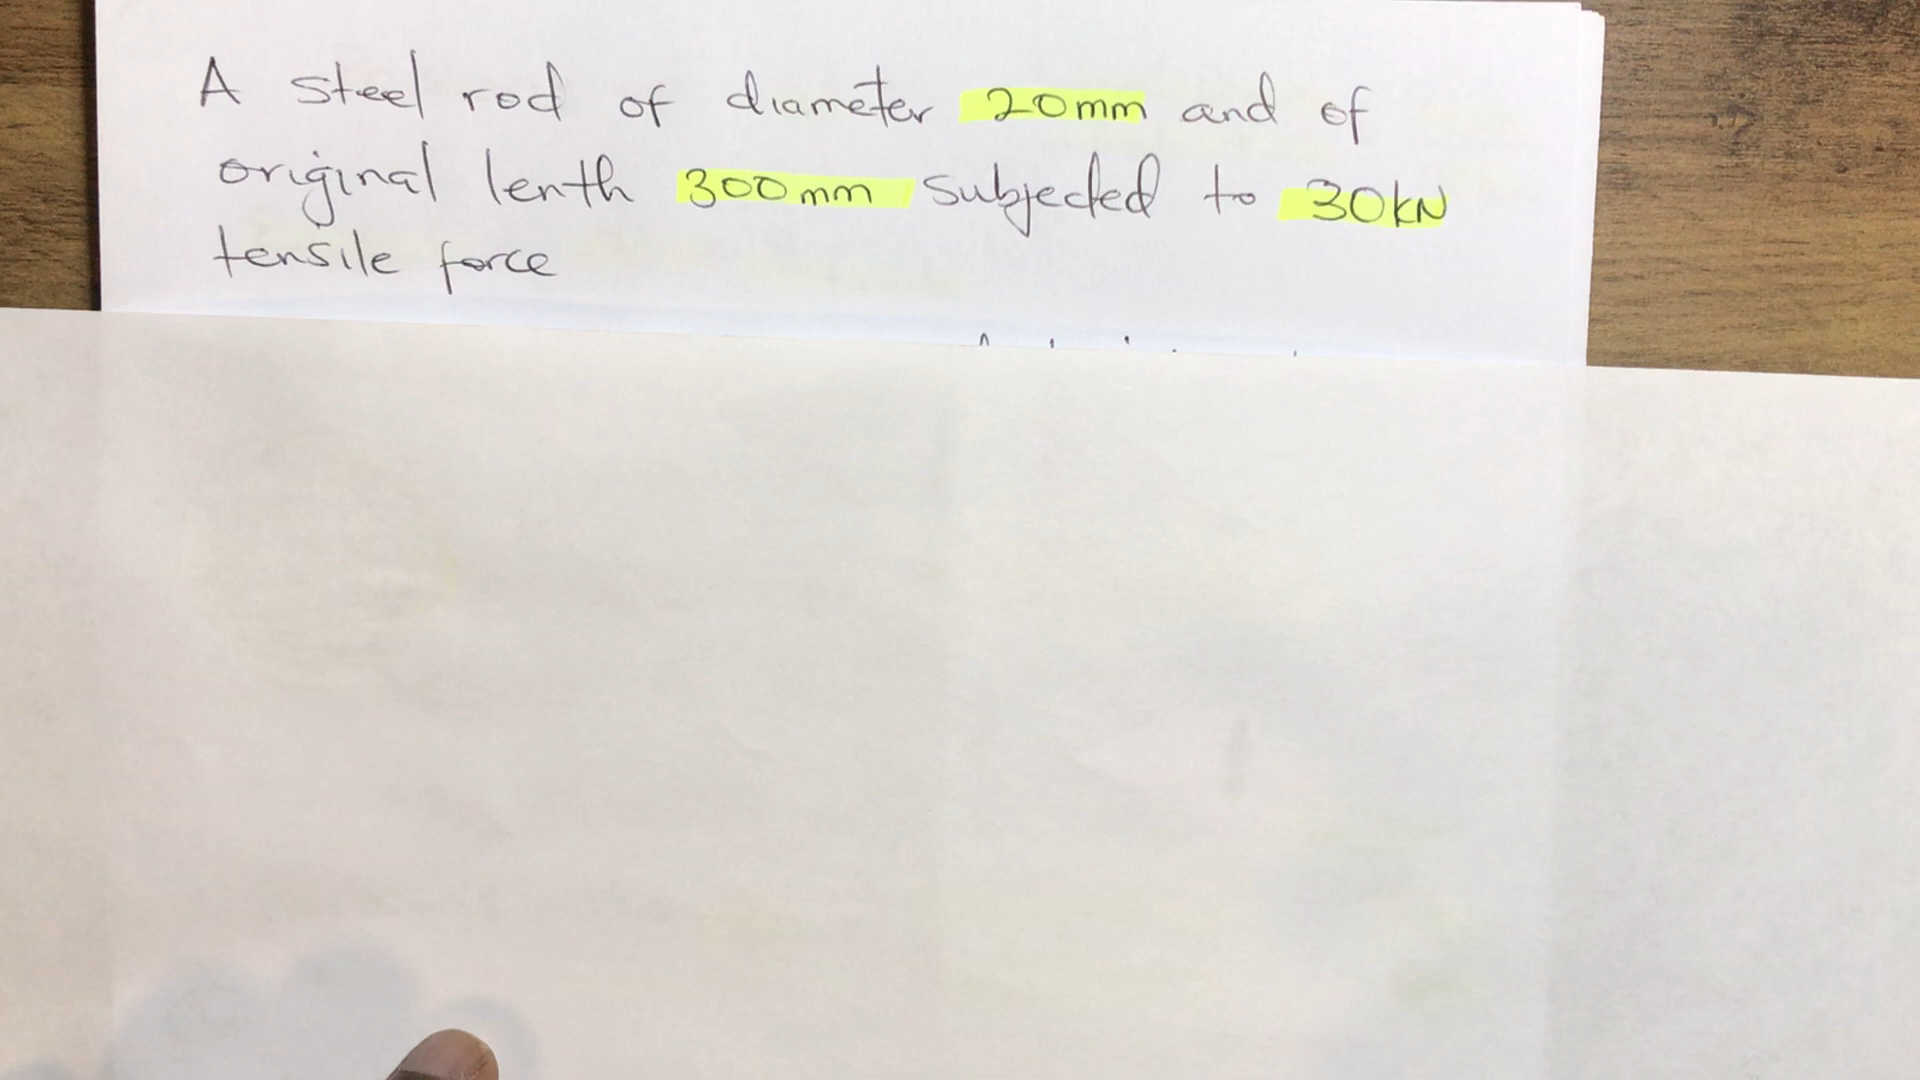 A steel rod of diameter 20mm and of
original lenth 300mm subjected to 30kN
tensile force